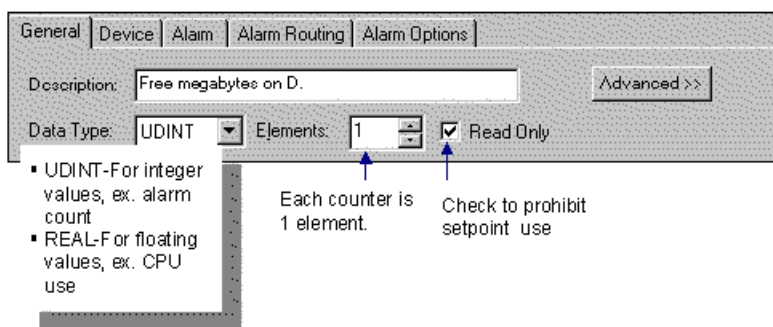 General Device Alarm Alarm Routing Alarm Options
Description: Free megabytes on D. Advanced >>
Data Type: UDINT Elements: 1 Read Only
▪ UDINT-For integer
values, ex. alarm
count
▪ REAL-For floating
values, ex. CPU
use
Each counter is
1 element.
Check to prohibit
setpoint use